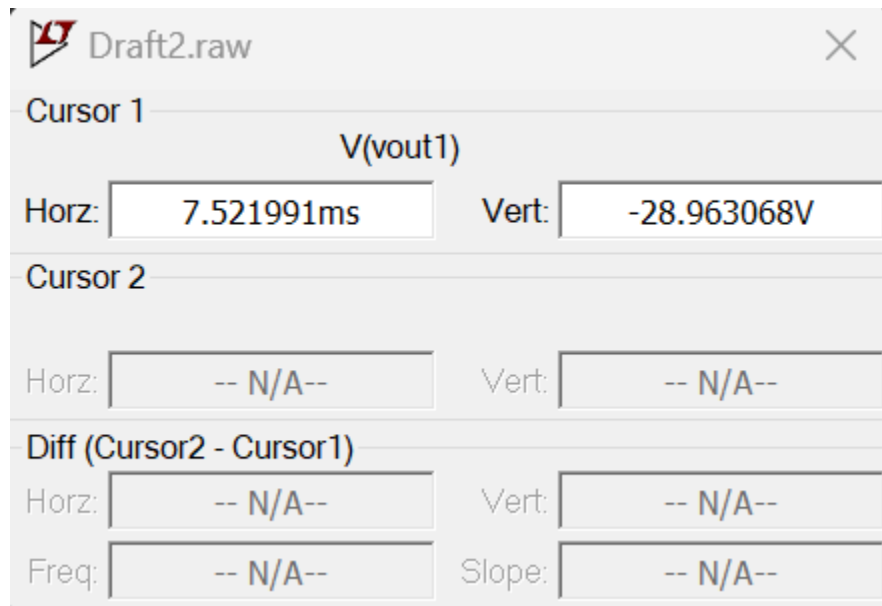 Draft2.raw
Cursor 1
V(vout1)
Horz: 7.521991ms Vert: -28.963068V
Cursor 2
Horz: -- N/A-- Vert: -- N/A--
Diff (Cursor2 - Cursor1)
Horz: -- N/A-- Vert: -- N/A--
Freq: -- N/A-- Slope: -- N/A--